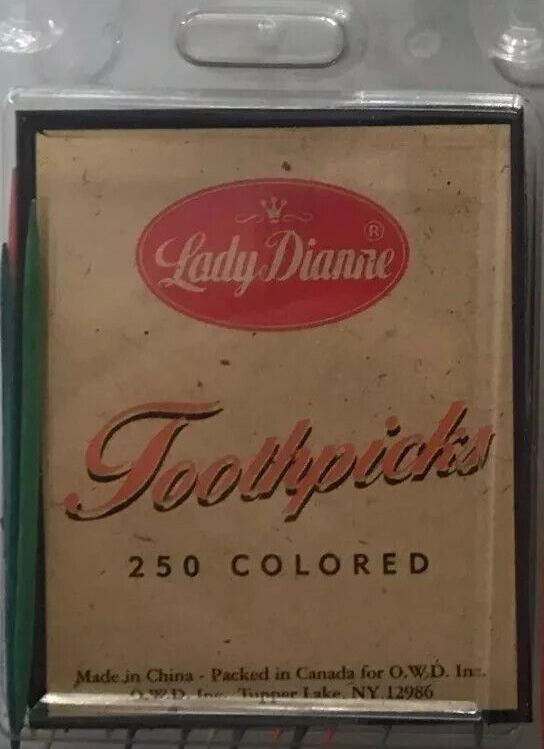 Lady Dianne ®
Toothpicks
250 COLORED
Made in China - Packed in Canada for O.W.D. Inc.
O.W.D. Inc. Tupper Lake, NY 12986